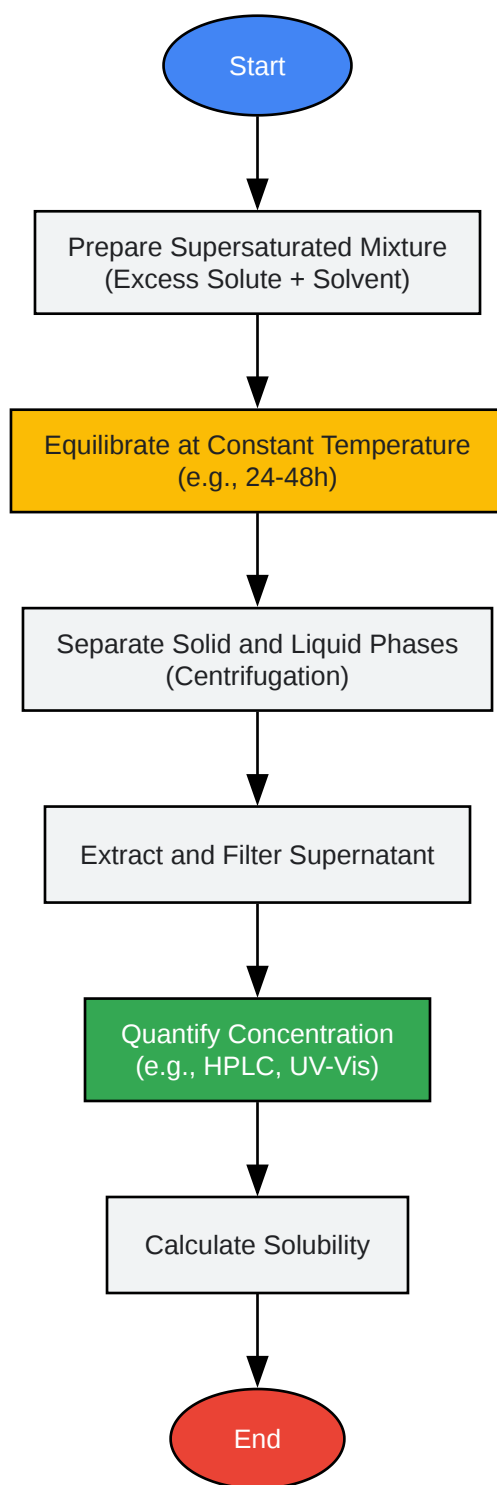 Start
Prepare Supersaturated Mixture
(Excess Solute + Solvent)
Equilibrate at Constant Temperature
(e.g., 24-48h)
Separate Solid and Liquid Phases
(Centrifugation)
Extract and Filter Supernatant
Quantify Concentration
(e.g., HPLC, UV-Vis)
Calculate Solubility
End